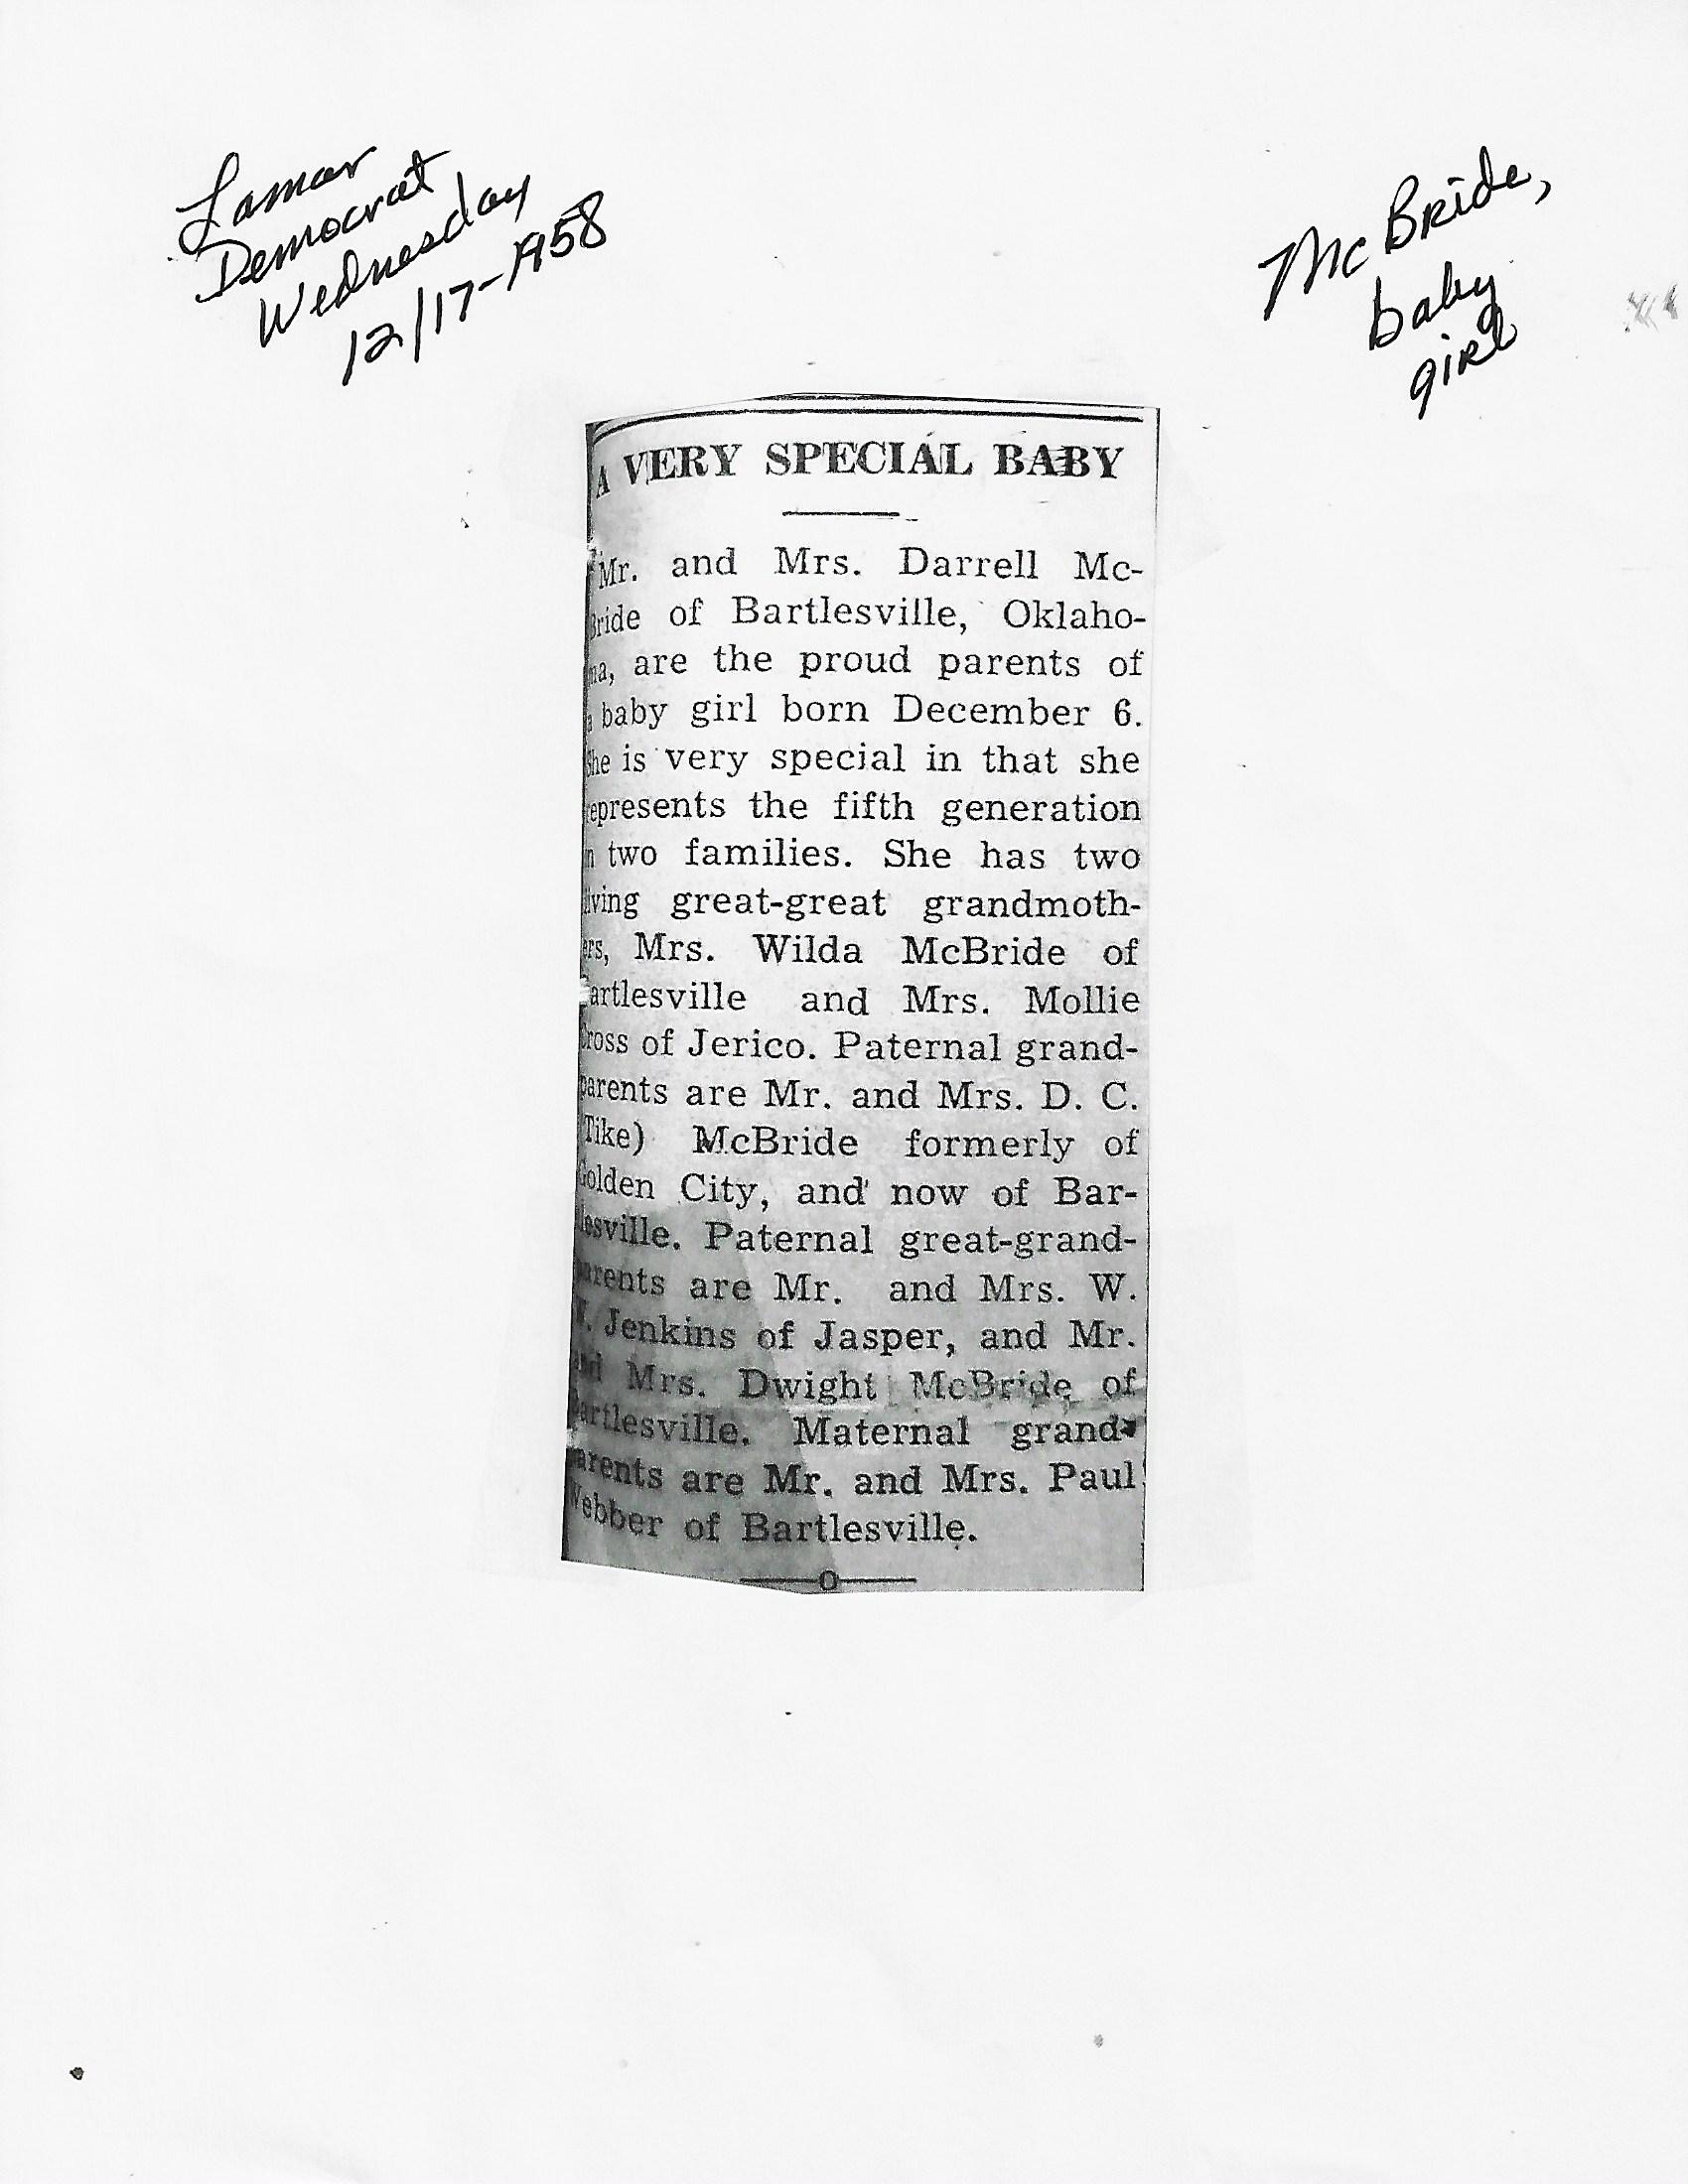 Lamar
Democrat
Wednesday
12/17-1958
McBride,
baby
girl
A VERY SPECIAL BABY
Mr. and Mrs. Darrell Mc-
Bride of Bartlesville, Oklaho-
ma, are the proud parents of
a baby girl born December 6.
She is very special in that she
represents the fifth generation
in two families. She has two
living great-great grandmoth-
ers, Mrs. Wilda McBride of
Bartlesville and Mrs. Mollie
Cross of Jerico. Paternal grand-
parents are Mr. and Mrs. D. C.
(Tike) McBride formerly of
Golden City, and now of Bar-
tlesville. Paternal great-grand-
parents are Mr. and Mrs. W.
W. Jenkins of Jasper, and Mr.
and Mrs. Dwight McBride of
Bartlesville. Maternal grand-
parents are Mr. and Mrs. Paul
Webber of Bartlesville.